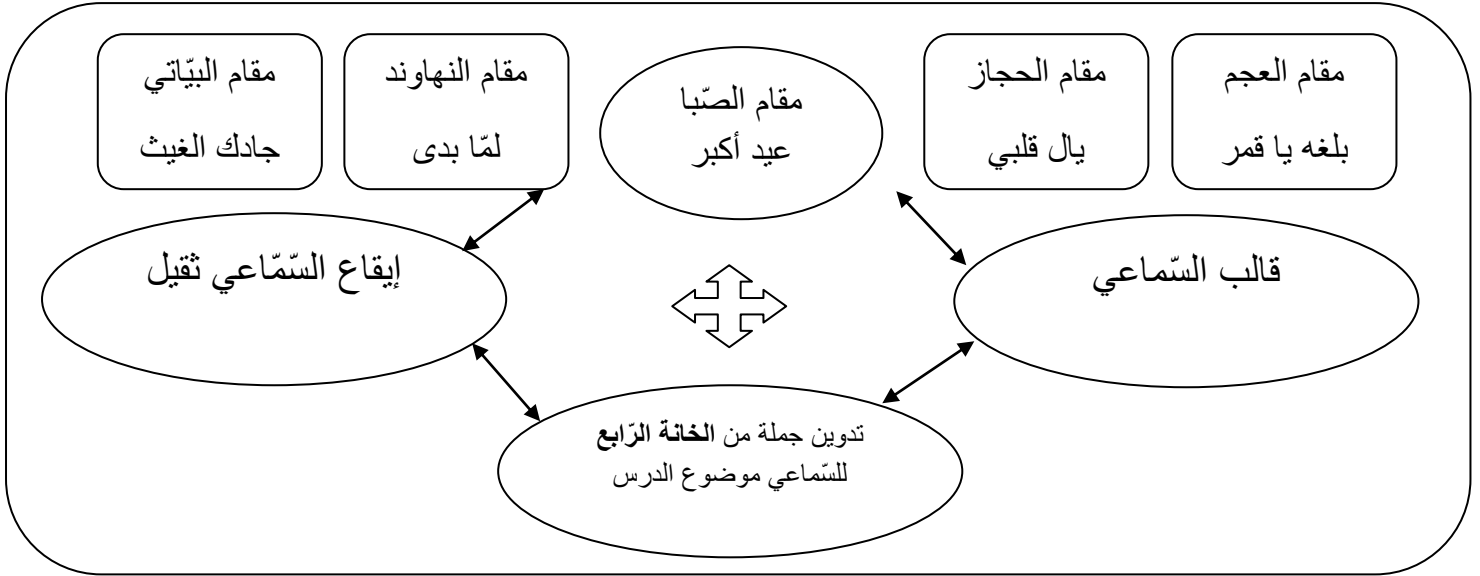 مقام العجم
بلغه يا قمر
مقام الحجاز
يال قلبي
مقام الصّبا
عيد أكبر
مقام النهاوند
لمّا بدى
مقام البيّاتي
جادك الغيث
قالب السّماعي
إيقاع السّمّاعي ثقيل
تدوين جملة من الخانة الرّابع
للسّماعي موضوع الدرس